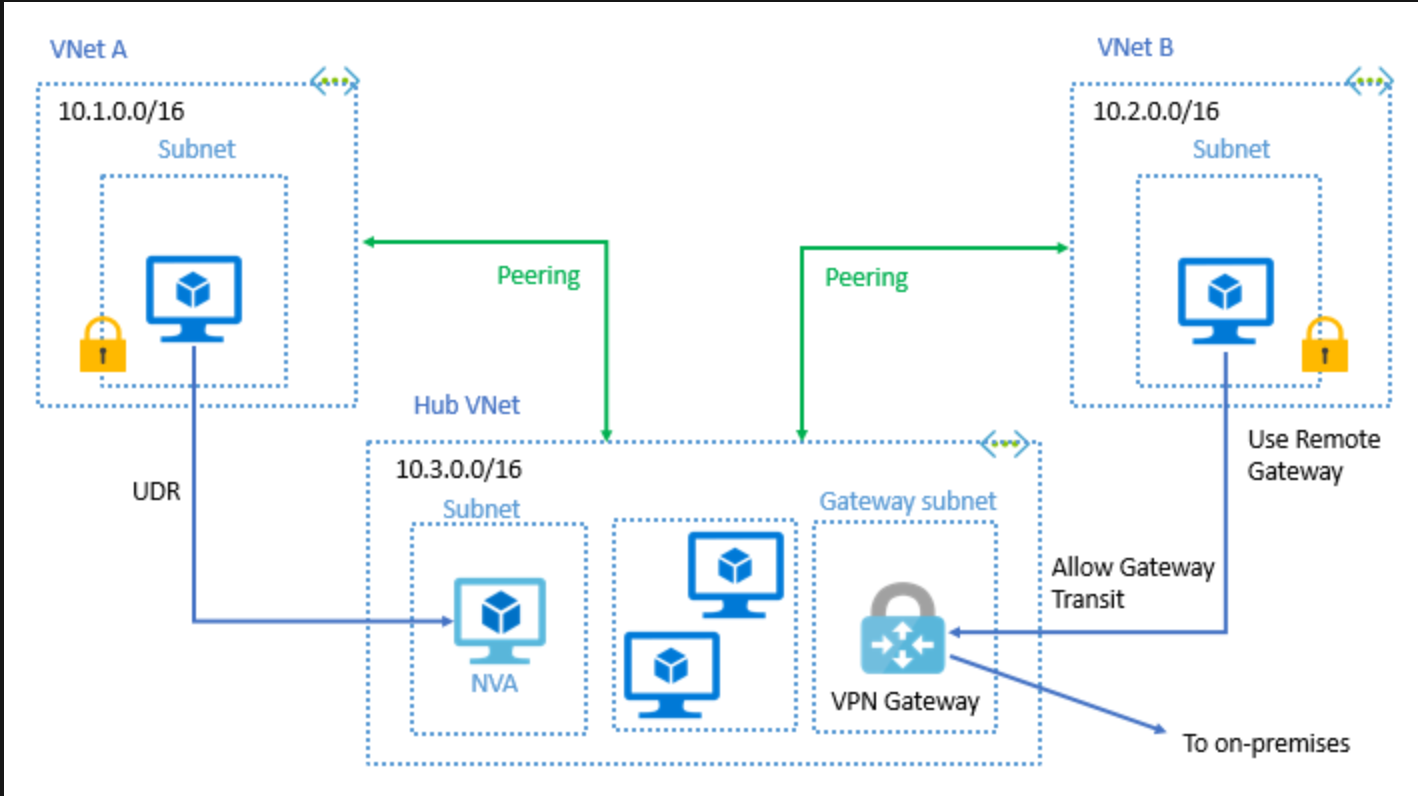 VNet A
VNet B
10.1.0.0/16
10.2.0.0/16
Subnet
Subnet
Peering
Peering
Hub VNet
Use Remote
Gateway
10.3.0.0/16
UDR
Subnet
Gateway subnet
Allow Gateway
Transit
NVA
VPN Gateway
To on-premises